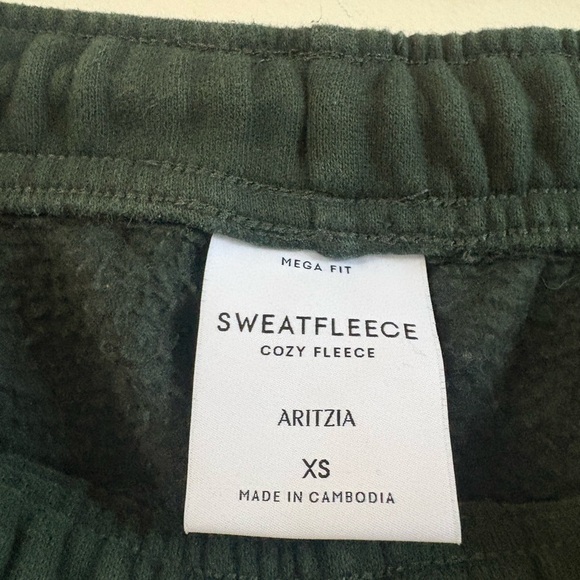 MEGA FIT
SWEATFLEECE
COZY FLEECE
ARITZIA
XS
MADE IN CAMBODIA